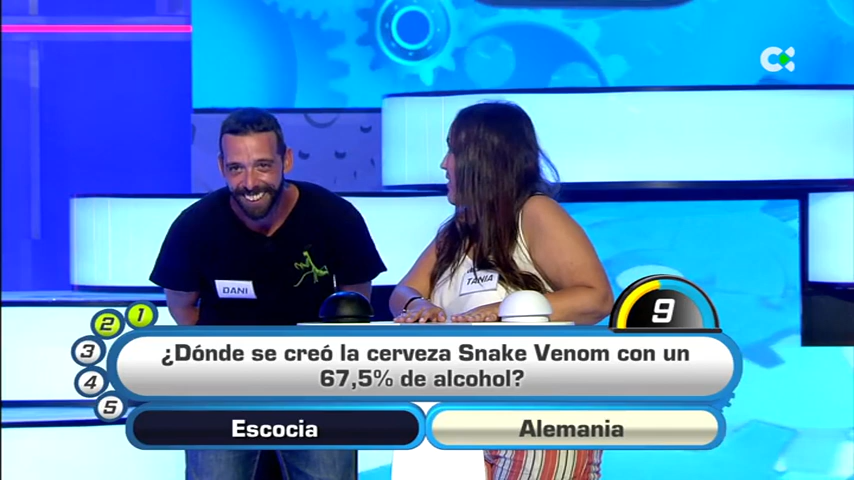 DANI
TANIA
9
1
2
3
4
5
¿Dónde se creó la cerveza Snake Venom con un
67,5% de alcohol?
Escocia
Alemania